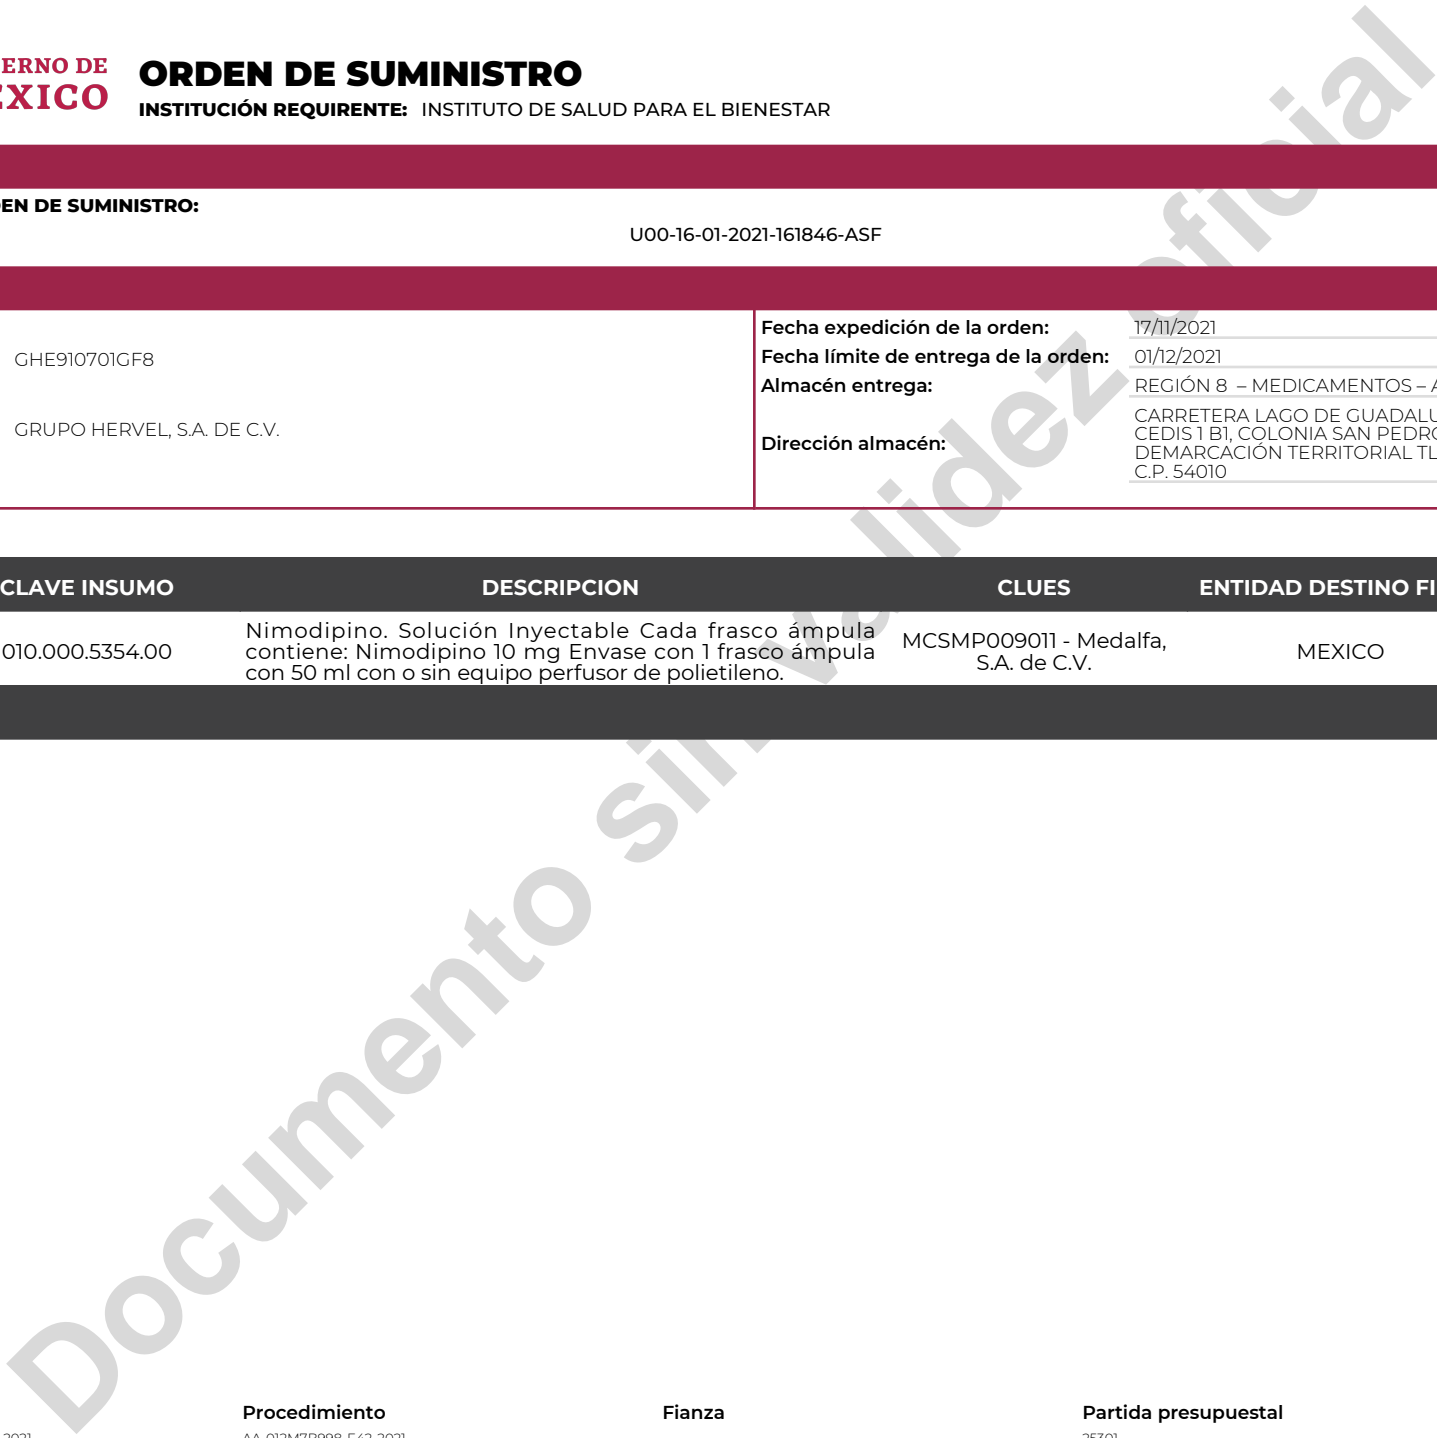 ERNO DE
ORDEN DE SUMINISTRO
INSTITUCIÓN REQUIRENTE: INSTITUTO DE SALUD PARA EL BIENESTAR
EN DE SUMINISTRO:
U00-16-01-2021-161846-ASF
GHE910701GF8
GRUPO HERVEL, S.A. DE C.V.
Fecha expedición de la orden: 17/11/2021
Fecha límite de entrega de la orden: 01/12/2021
Almacén entrega: REGIÓN 8 – MEDICAMENTOS –
Dirección almacén:
CARRETERA LAGO DE GUADALU
CEDIS 1 B1, COLONIA SAN PEDRO
DEMARCACIÓN TERRITORIAL TL
C.P. 54010
CLAVE INSUMO DESCRIPCION CLUES ENTIDAD DESTINO FI
010.000.5354.00
Nimodipino. Solución Inyectable Cada frasco ámpula
contiene: Nimodipino 10 mg Envase con 1 frasco ámpula
con 50 ml con o sin equipo perfusor de polietileno.
MCSMP009011 - Medalfa,
S.A. de C.V.
MEXICO
Documento sin validez oficial
Procedimiento Fianza Partida presupuestal